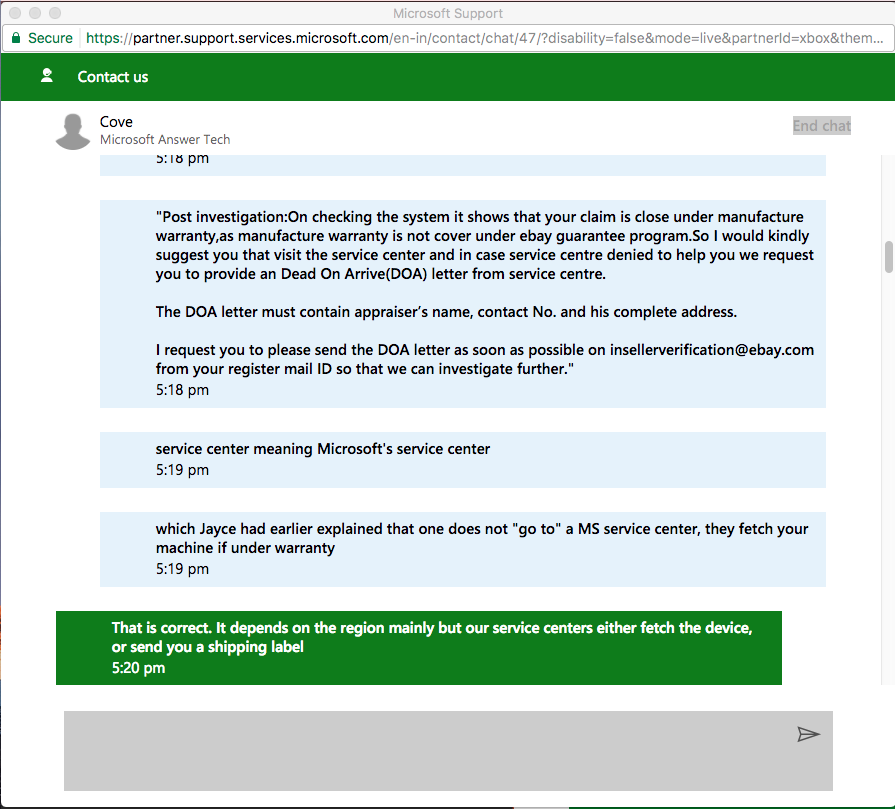 Microsoft Support
Secure https://partner.support.services.microsoft.com/en-in/contact/chat/47/?disability=false&mode=live&partnerId=xbox&them...
Contact us
Cove
Microsoft Answer Tech
End chat
5:18 pm
"Post investigation:On checking the system it shows that your claim is close under manufacture
warranty,as manufacture warranty is not cover under ebay guarantee program.So I would kindly
suggest you that visit the service center and in case service centre denied to help you we request
you to provide an Dead On Arrive(DOA) letter from service centre.
The DOA letter must contain appraiser’s name, contact No. and his complete address.
I request you to please send the DOA letter as soon as possible on insellerverification@ebay.com
from your register mail ID so that we can investigate further."
5:18 pm
service center meaning Microsoft's service center
5:19 pm
which Jayce had earlier explained that one does not "go to" a MS service center, they fetch your
machine if under warranty
5:19 pm
That is correct. It depends on the region mainly but our service centers either fetch the device,
or send you a shipping label
5:20 pm